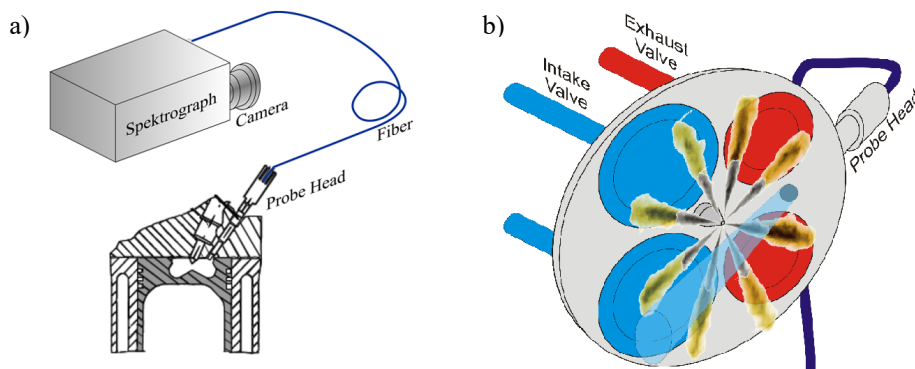 a)
Spektrograph
Camera
Fiber
Probe Head
b)
Exhaust
Valve
Intake
Valve
Probe Head